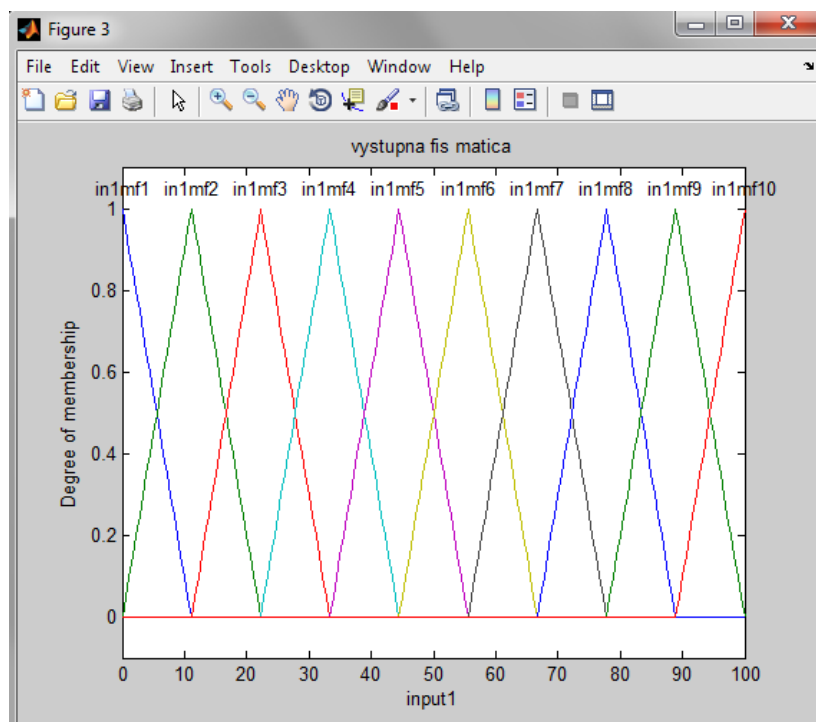 Figure 3
File Edit View Insert Tools Desktop Window Help
vystupna fis matica
in1mf1 in1mf2 in1mf3 in1mf4 in1mf5 in1mf6 in1mf7 in1mf8 in1mf9 in1mf10
1
0.8
0.6
0.4
0.2
0
Degree of membership
0 10 20 30 40 50 60 70 80 90 100
input1